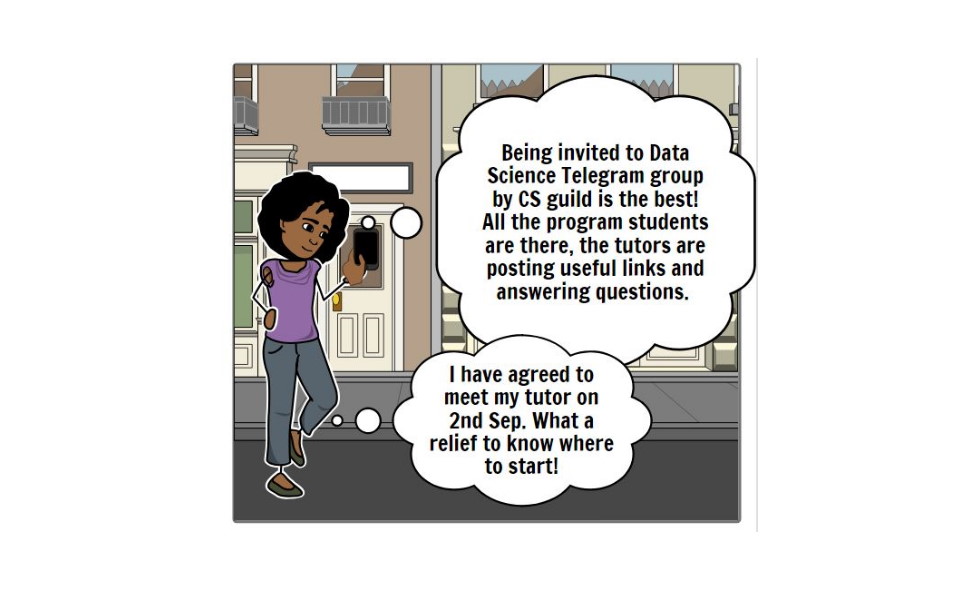 Being invited to Data
Science Telegram group
by CS guild is the best!
All the program students
are there, the tutors are
posting useful links and
answering questions.
I have agreed to
meet my tutor on
2nd Sep. What a
relief to know where
to start!